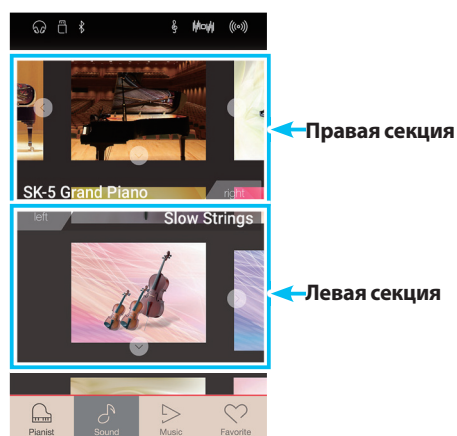 Правая секция
SK-5 Grand Piano
right
left
Slow Strings
Левая секция
Pianist
Sound
Music
Favorite